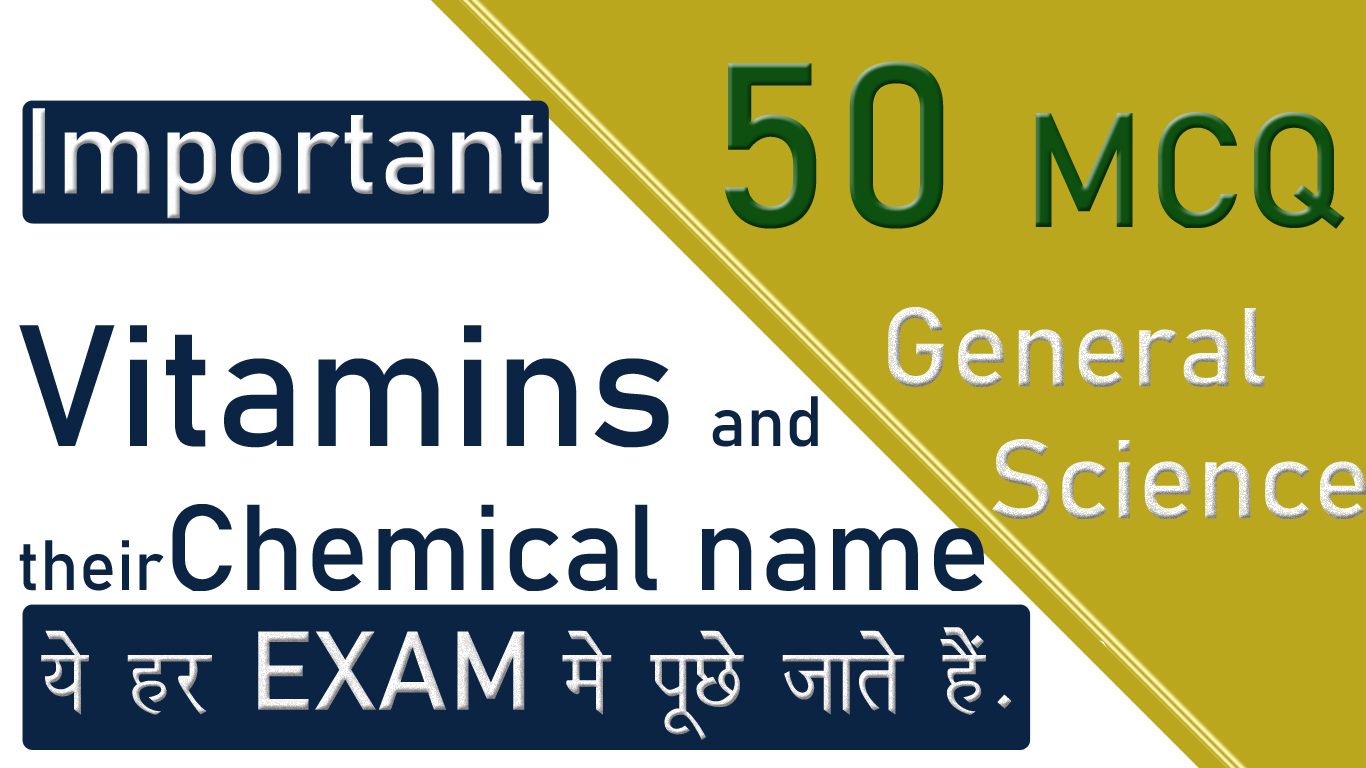 Important
Vitamins and
their Chemical name
ये हर EXAM मे पूछे जाते हैं.
50 MCQ
General
Science